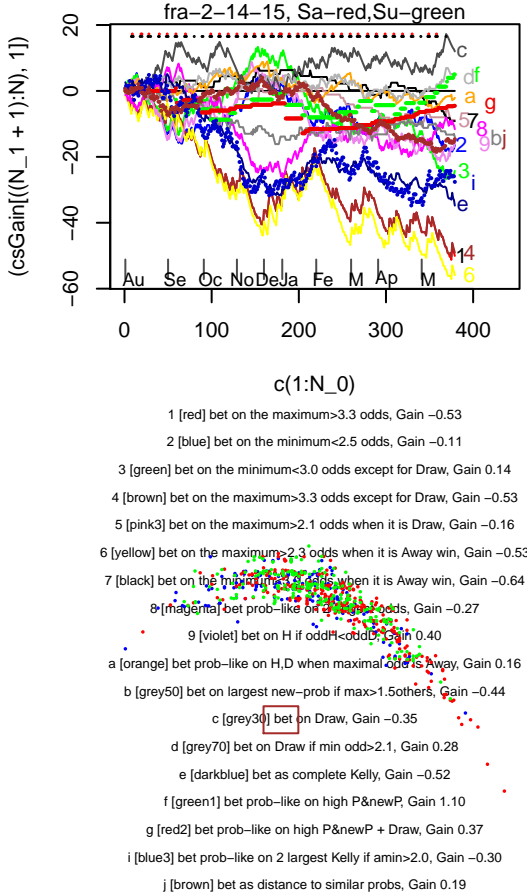 fra-2-14-15, Sa-red,Su-green
(csGain[((N_1 + 1):N), 1])
20
0
−20
−40
−60
c
d
f
a
g
5
7
8
b
j
9
2
3
i
e
1
4
6
Au
Se
Oc
No
De
Ja
Fe
M
Ap
M
0
100
200
300
400
c(1:N_0)
1 [red] bet on the maximum>3.3 odds, Gain −0.53
2 [blue] bet on the minimum<2.5 odds, Gain −0.11
3 [green] bet on the minimum<3.0 odds except for Draw, Gain 0.14
4 [brown] bet on the maximum>3.3 odds except for Draw, Gain −0.53
5 [pink3] bet on the maximum>2.1 odds when it is Draw, Gain −0.16
6 [yellow] bet on the maximum>2.3 odds when it is Away win, Gain −0.53
7 [black] bet on the minimum odds when it is Away win, Gain −0.64
8 [magenta] bet prob−like on 2 odds, Gain −0.27
9 [violet] bet on H if oddH<oddD, Gain 0.40
a [orange] bet prob−like on H,D when maximal odd is Away, Gain 0.16
b [grey50] bet on largest new−prob if max>1.5others, Gain −0.44
c [grey30] bet on Draw, Gain −0.35
d [grey70] bet on Draw if min odd>2.1, Gain 0.28
e [darkblue] bet as complete Kelly, Gain −0.52
f [green1] bet prob−like on high P&newP, Gain 1.10
g [red2] bet prob−like on high P&newP + Draw, Gain 0.37
i [blue3] bet prob−like on 2 largest Kelly if amin>2.0, Gain −0.30
j [brown] bet as distance to similar probs, Gain 0.19